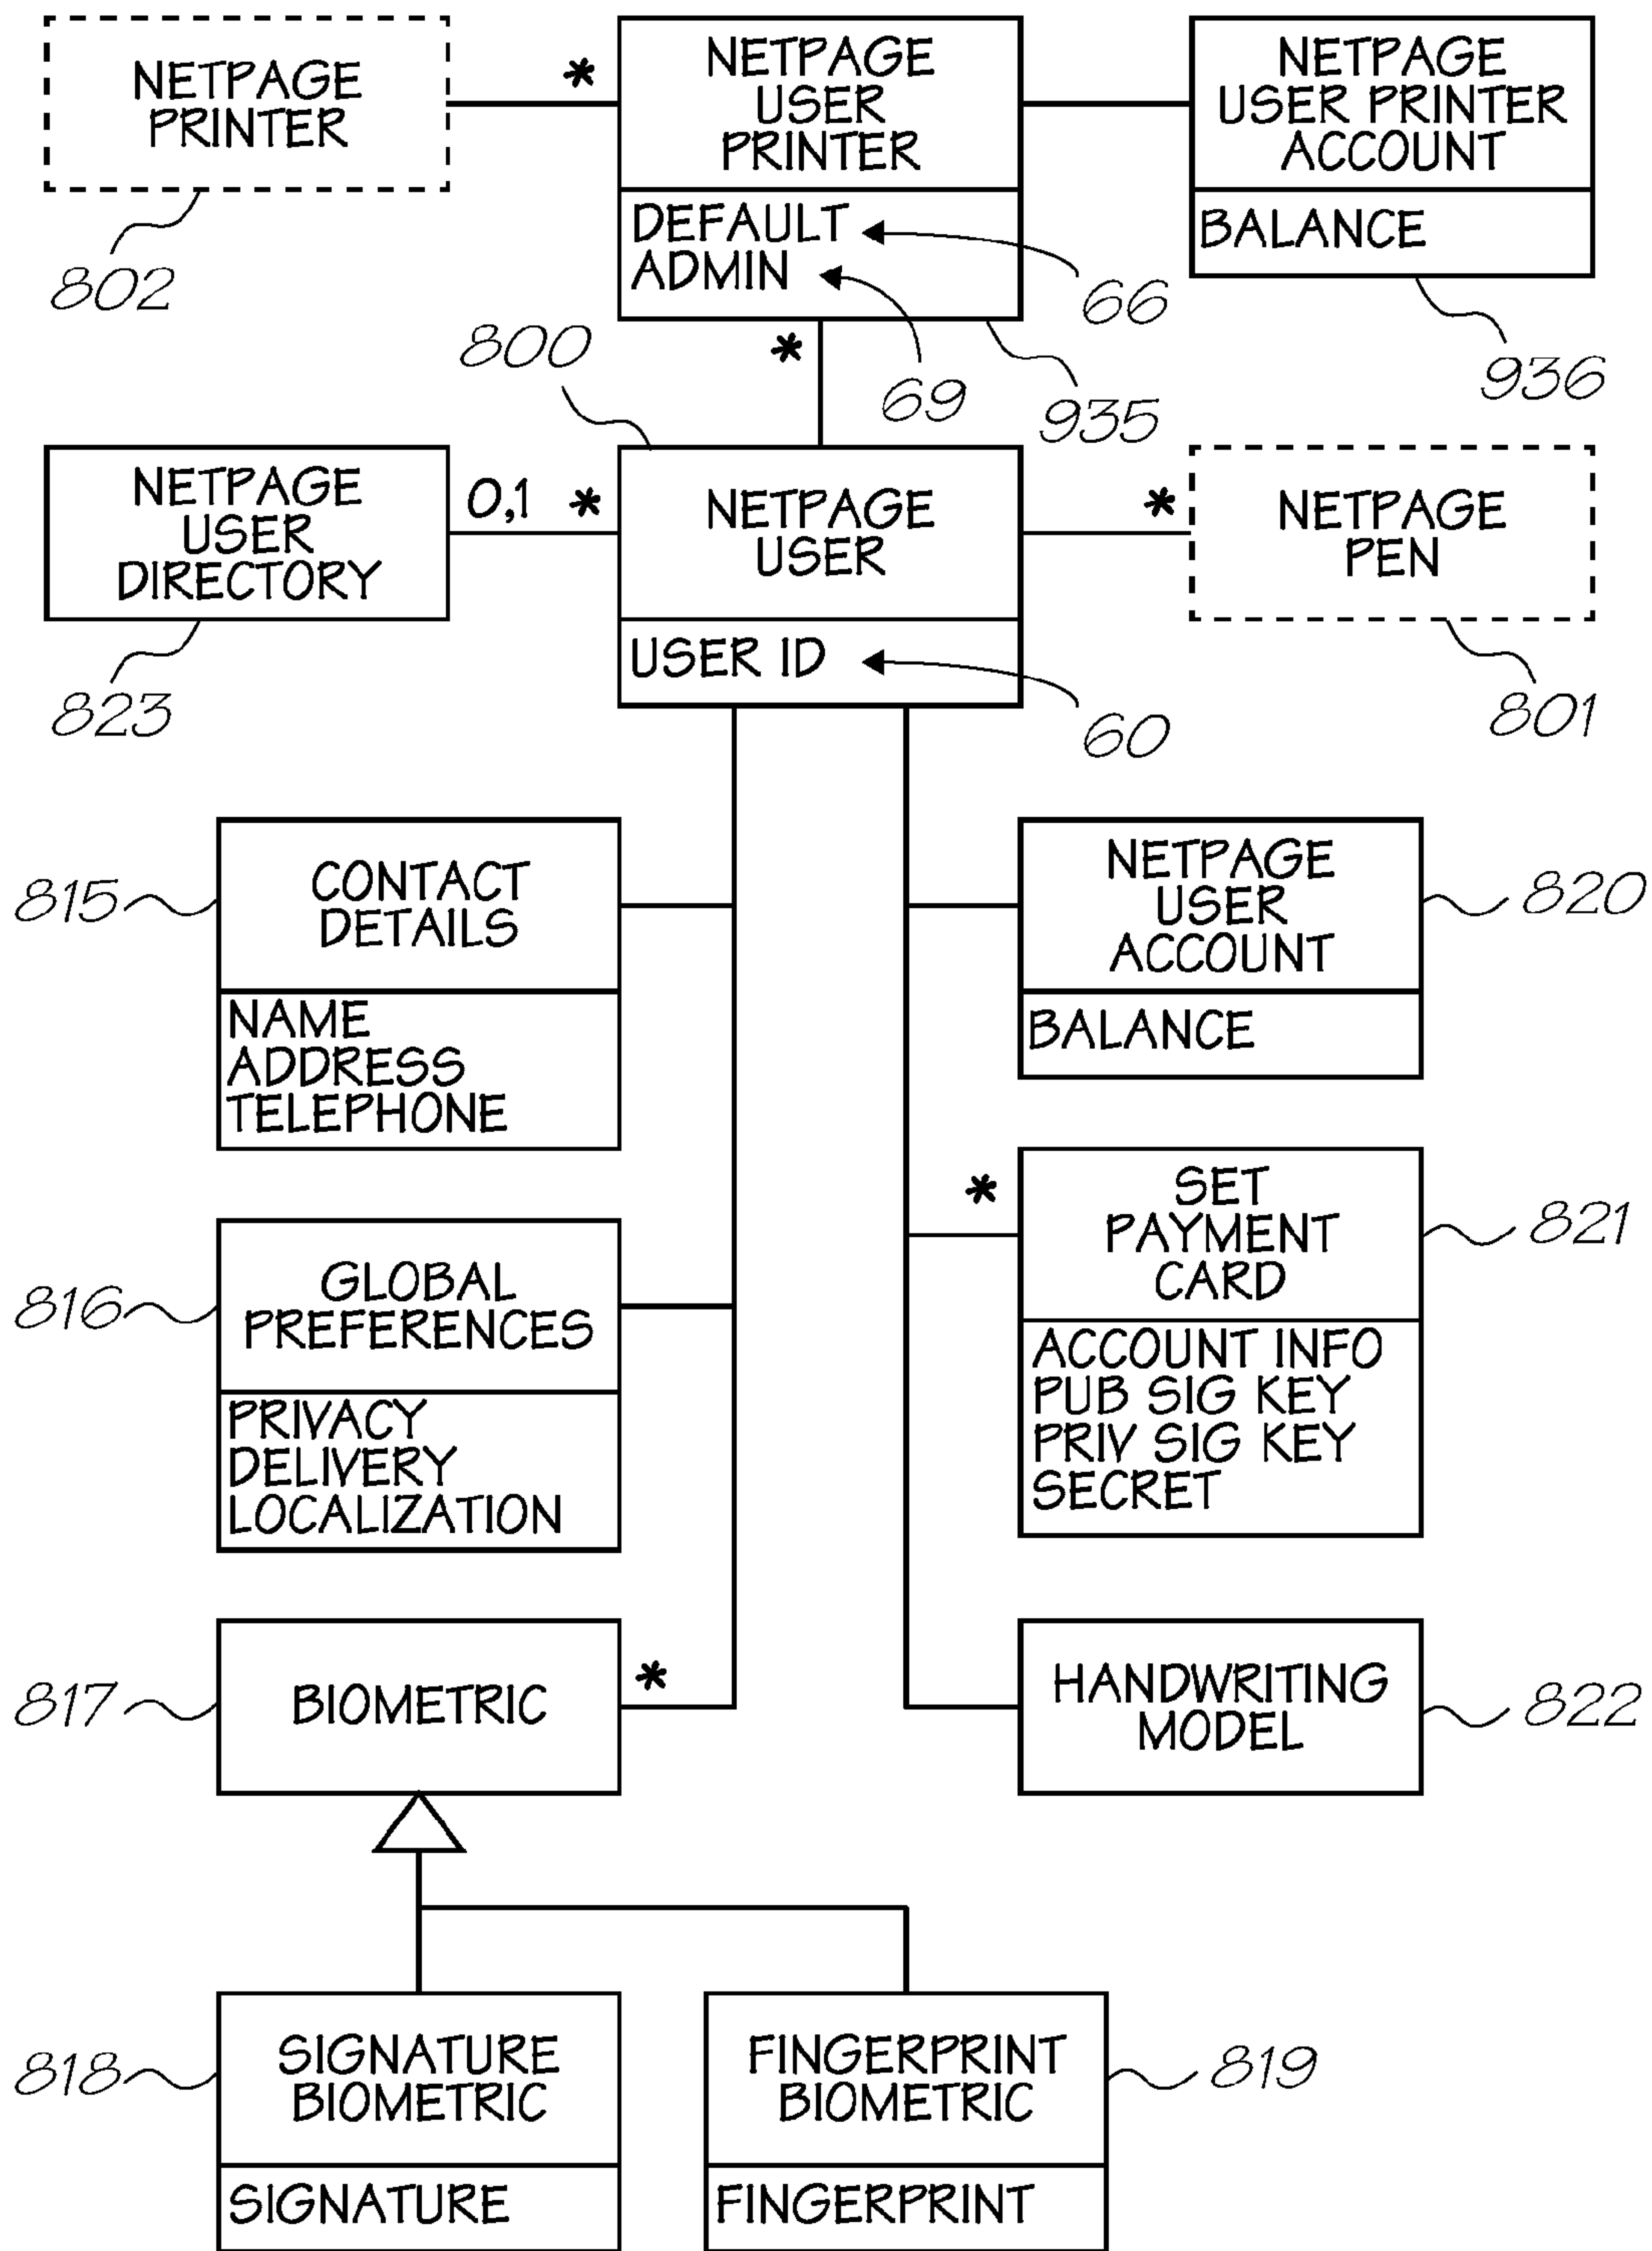 NETPAGE
PRINTER
802
*
NETPAGE
USER
PRINTER
DEFAULT
ADMIN
66
69
935
NETPAGE
USER PRINTER
ACCOUNT
BALANCE
936
*
800
NETPAGE
USER
DIRECTORY
823
0,1 *
NETPAGE
USER
USER ID
60
*
NETPAGE
PEN
801
815
CONTACT
DETAILS
NAME
ADDRESS
TELEPHONE
NETPAGE
USER
ACCOUNT
BALANCE
820
816
GLOBAL
PREFERENCES
PRIVACY
DELIVERY
LOCALIZATION
*
SET
PAYMENT
CARD
ACCOUNT INFO
PUB SIG KEY
PRIV SIG KEY
SECRET
821
817
BIOMETRIC
*
HANDWRITING
MODEL
822
818
SIGNATURE
BIOMETRIC
SIGNATURE
FINGERPRINT
BIOMETRIC
FINGERPRINT
819